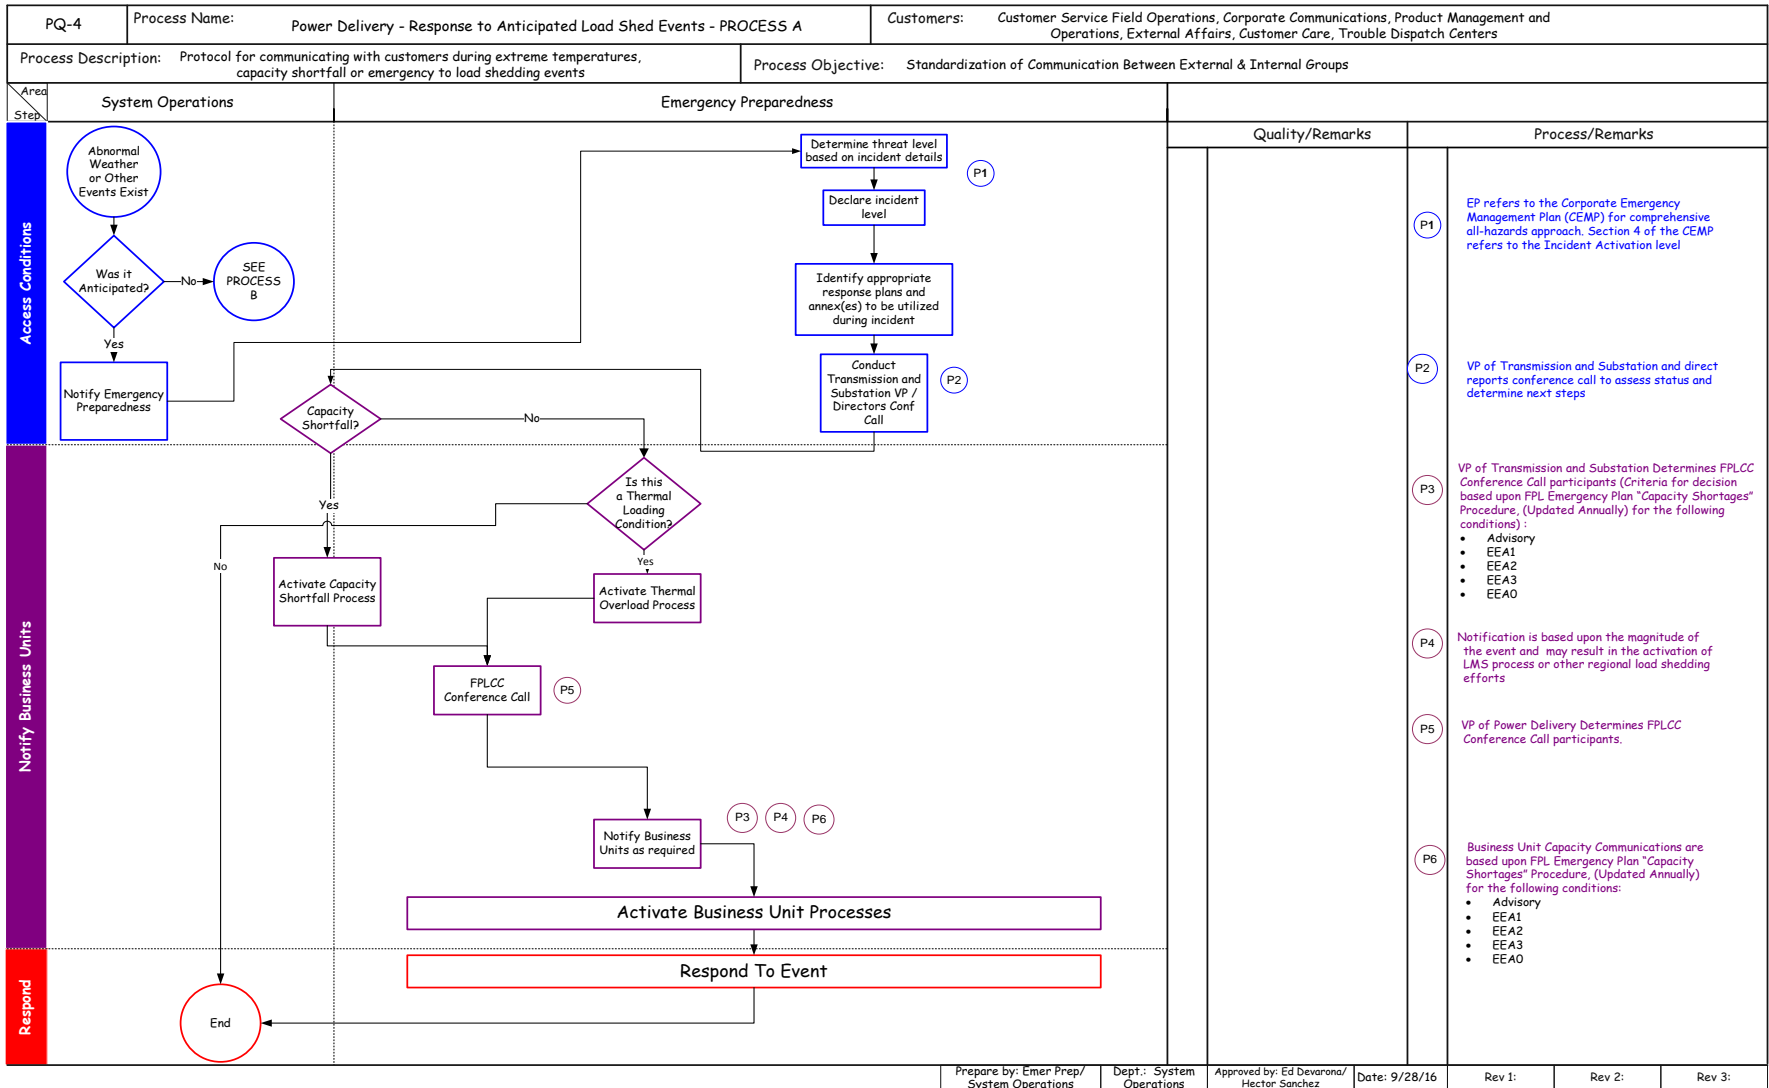 PQ-4
Process Name:
Power Delivery - Response to Anticipated Load Shed Events - PROCESS A
Customers:
Customer Service Field Operations, Corporate Communications, Product Management and
Operations, External Affairs, Customer Care, Trouble Dispatch Centers
Process Description:
Protocol for communicating with customers during extreme temperatures,
capacity shortfall or emergency to load shedding events
Process Objective:
Standardization of Communication Between External & Internal Groups
Area
Step
System Operations
Emergency Preparedness
Quality/Remarks
Process/Remarks
Access Conditions
Abnormal
Weather
or Other
Events Exist
Was it
Anticipated?
No
SEE
PROCESS
B
Yes
Notify Emergency
Preparedness
Determine threat level
based on incident details
P1
Declare incident
level
Identify appropriate
response plans and
annex(es) to be utilized
during incident
Conduct
Transmission and
Substation VP /
Directors Conf
Call
P2
Capacity
Shortfall?
No
Notify Business Units
Yes
Is this
a Thermal
Loading
Condition?
No
Yes
Activate Capacity
Shortfall Process
Activate Thermal
Overload Process
FPLCC
Conference Call
P5
Notify Business
Units as required
P3
P4
P6
Activate Business Unit Processes
Respond
Respond To Event
End
P1
EP refers to the Corporate Emergency
Management Plan (CEMP) for comprehensive
all-hazards approach. Section 4 of the CEMP
refers to the Incident Activation level
P2
VP of Transmission and Substation and direct
reports conference call to assess status and
determine next steps
P3
VP of Transmission and Substation Determines FPLCC
Conference Call participants (Criteria for decision
based upon FPL Emergency Plan “Capacity Shortages”
Procedure, (Updated Annually) for the following
conditions) :
• Advisory
• EEA1
• EEA2
• EEA3
• EEA0
P4
Notification is based upon the magnitude of
the event and may result in the activation of
LMS process or other regional load shedding
efforts
P5
VP of Power Delivery Determines FPLCC
Conference Call participants.
P6
Business Unit Capacity Communications are
based upon FPL Emergency Plan “Capacity
Shortages” Procedure, (Updated Annually)
for the following conditions:
• Advisory
• EEA1
• EEA2
• EEA3
• EEA0
Prepare by: Emer Prep/
System Operations
Dept.: System
Operations
Approved by: Ed Devarona/
Hector Sanchez
Date: 9/28/16
Rev 1:
Rev 2:
Rev 3: